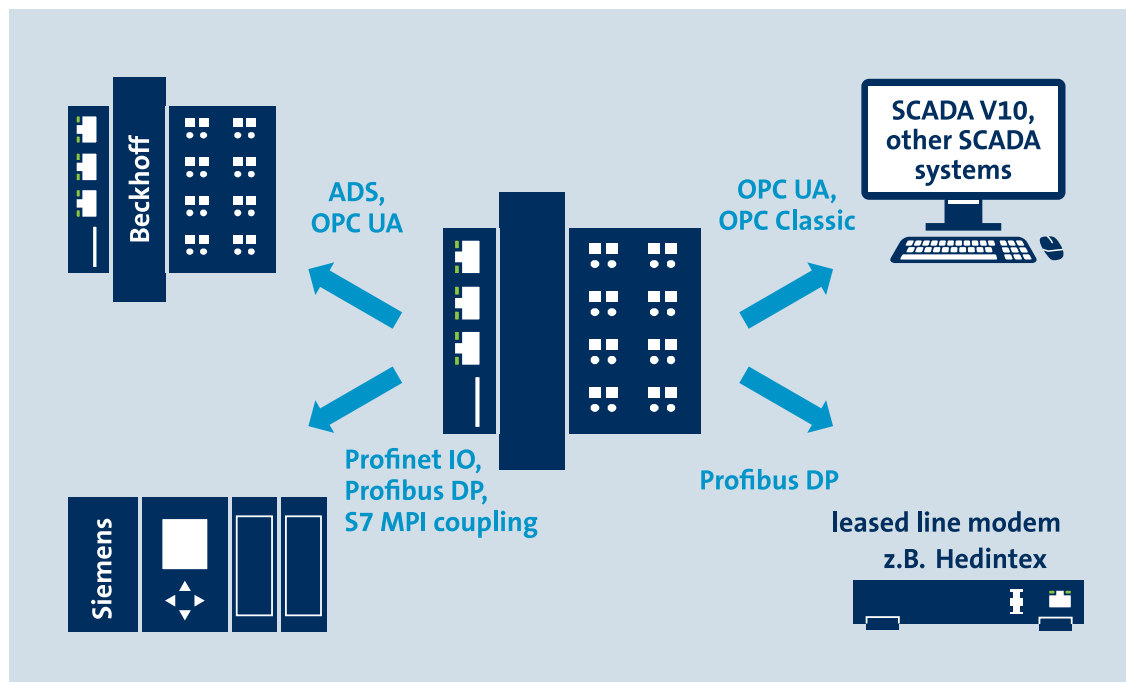 Beckhoff
ADS,
OPC UA
OPC UA,
OPC Classic
SCADA V10,
other SCADA
systems
Siemens
Profinet IO,
Profibus DP,
S7 MPI coupling
Profibus DP
leased line modem
z.B. Hedintex